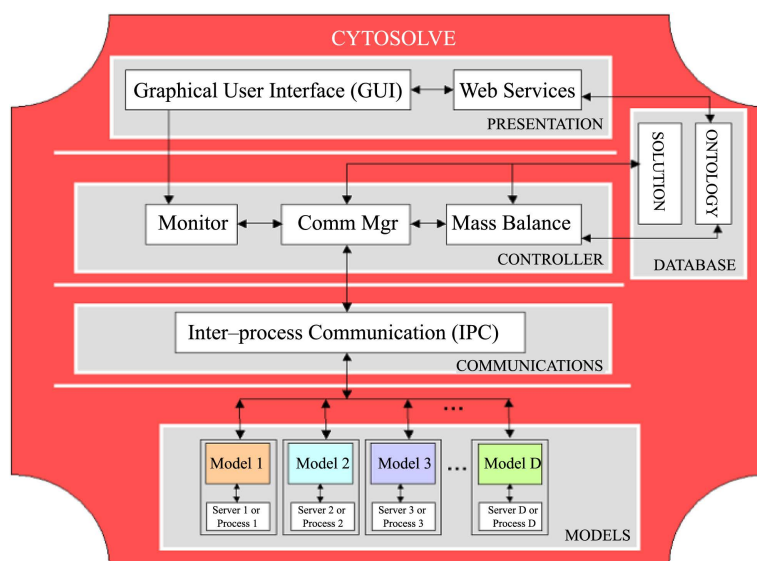 CYTOSOLVE
Graphical User Interface (GUI)
Web Services
PRESENTATION
SOLUTION
ONTOLOGY
DATABASE
Monitor
Comm Mgr
Mass Balance
CONTROLLER
Inter–process Communication (IPC)
COMMUNICATIONS
...
Model 1
Model 2
Model 3
...
Model D
Server 1 or
Process 1
Server 2 or
Process 2
Server 3 or
Process 3
Server D or
Process D
MODELS